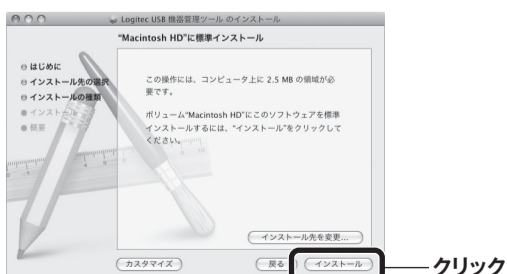 Logitec USB 機器管理ツール のインストール
"Macintosh HD"に標準インストール
はじめに
インストール先の選択
インストールの種類
インストール
概要
この操作には、コンピュータ上に 2.5 MB の領域が必
要です。
ボリューム"Macintosh HD"にこのソフトウェアを標準
インストールするには、"インストール"をクリックして
ください。
インストール先を変更...
カスタマイズ
戻る
インストール
クリック